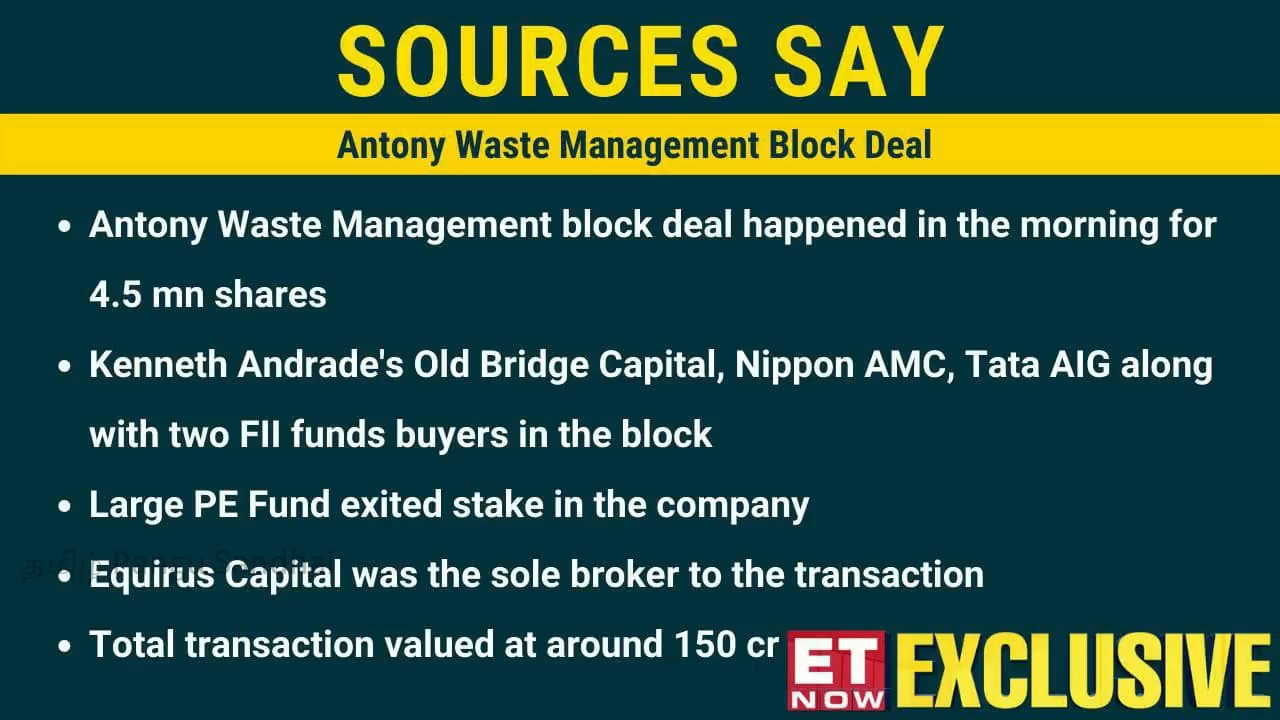 SOURCES SAY
Antony Waste Management Block Deal
• Antony Waste Management block deal happened in the morning for
4.5 mn shares
• Kenneth Andrade's Old Bridge Capital, Nippon AMC, Tata AIG along
with two FII funds buyers in the block
• Large PE Fund exited stake in the company
தமிழ் Pangu Sandhai
• Equirus Capital was the sole broker to the transaction
• Total transaction valued at around 150 cr
ET NOW EXCLUSIVE